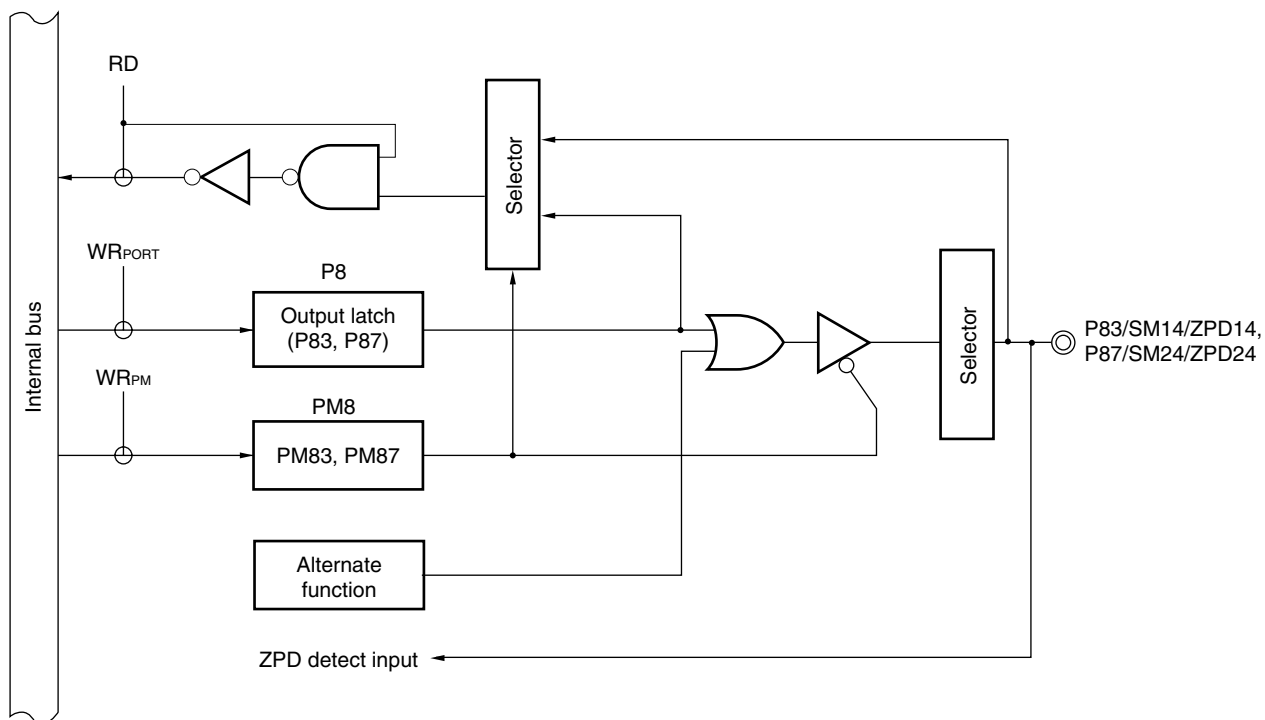 RD
Selector
WRPORT
P8
Output latch
(P83, P87)
Internal bus
P83/SM14/ZPD14,
P87/SM24/ZPD24
Selector
WRPM
PM8
PM83, PM87
Alternate
function
ZPD detect input